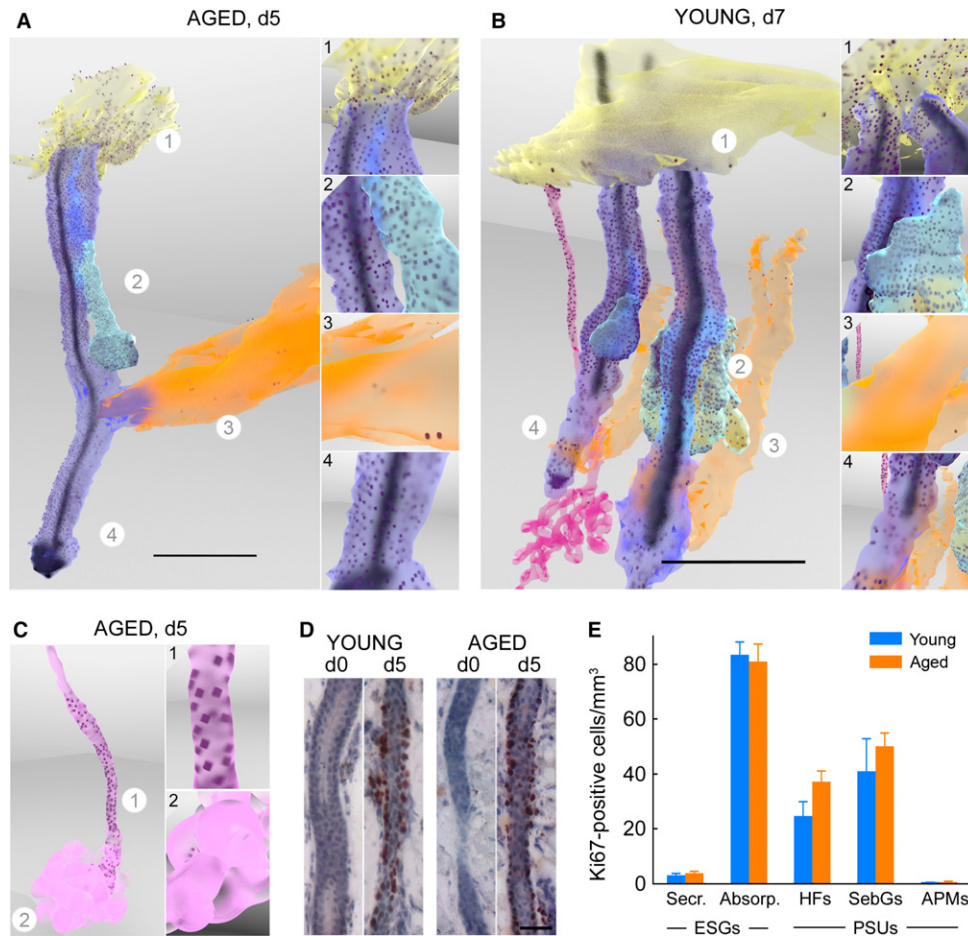 A
AGED, d5
1
2
3
4
1
2
3
4
B
YOUNG, d7
1
2
3
4
1
2
3
4
C
AGED, d5
1
2
1
2
D
YOUNG
AGED
d0 d5 d0 d5
E
Young
Aged
Ki67-positive cells/mm³
80
60
40
20
0
Secr. Absorp. HFs SebGs APMs
ESGs PSUs